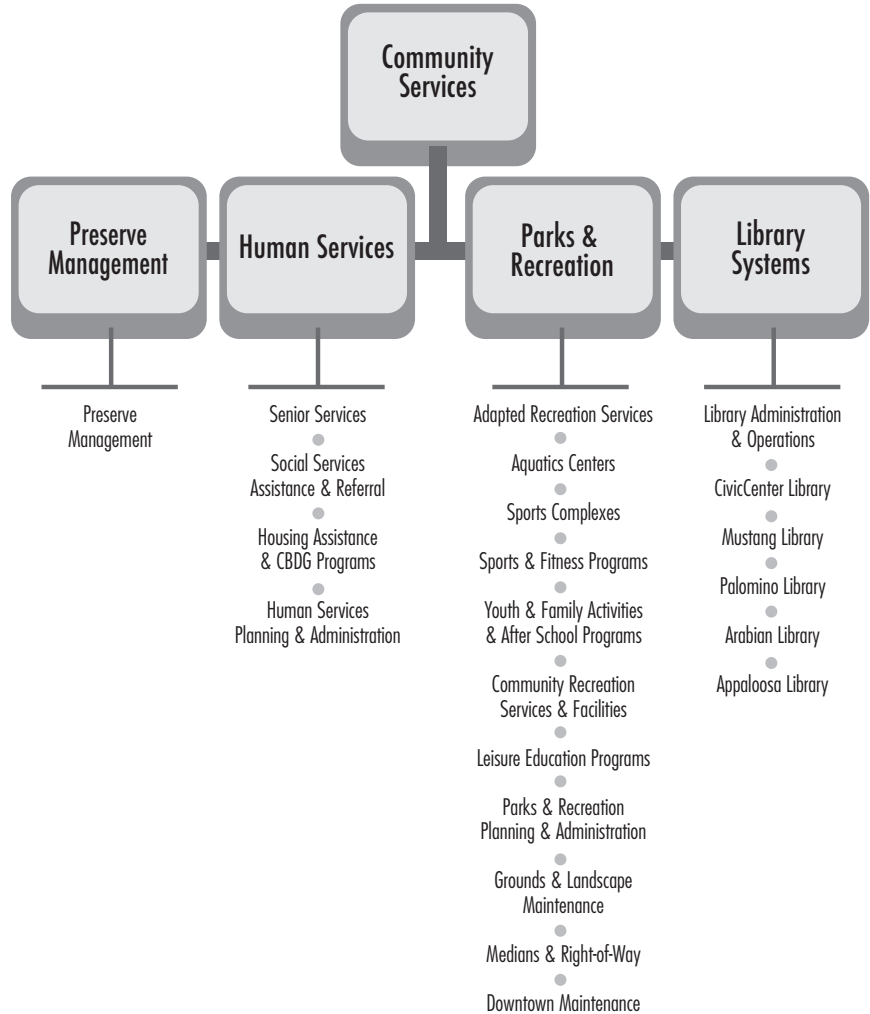 Community
Services
Preserve
Management
Human Services
Parks &
Recreation
Library
Systems
Preserve
Management
Senior Services
Social Services
Assistance & Referral
Housing Assistance
& CBDG Programs
Human Services
Planning & Administration
Adapted Recreation Services
Aquatics Centers
Sports Complexes
Sports & Fitness Programs
Youth & Family Activities
& After School Programs
Community Recreation
Services & Facilities
Leisure Education Programs
Parks & Recreation
Planning & Administration
Grounds & Landscape
Maintenance
Medians & Right-of-Way
Downtown Maintenance
Library Administration
& Operations
CivicCenter Library
Mustang Library
Palomino Library
Arabian Library
Appaloosa Library